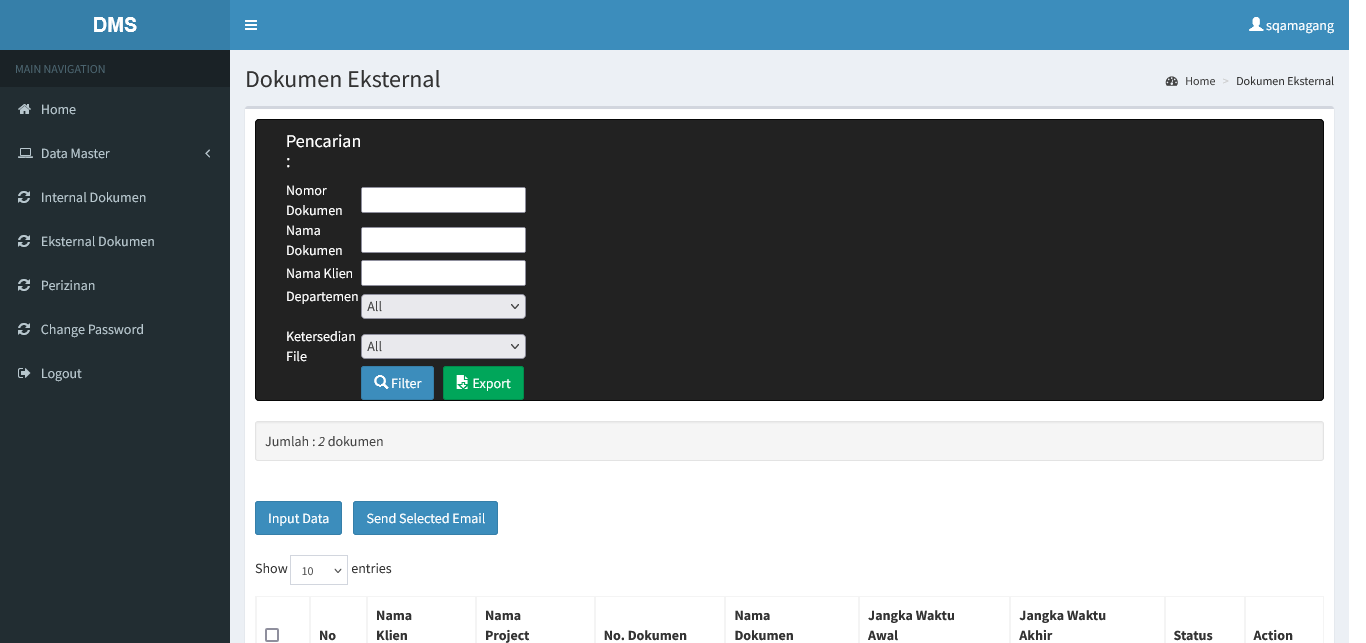 DMS
sqamagang
MAIN NAVIGATION
Home
Data Master
Internal Dokumen
Eksternal Dokumen
Perizinan
Change Password
Logout
Dokumen Eksternal
Home > Dokumen Eksternal
Pencarian
:
Nomor
Dokumen
Nama
Dokumen
Nama Klien
Departemen
All
Ketersedian
File
All
Filter
Export
Jumlah : 2 dokumen
Input Data
Send Selected Email
Show 10 entries
No
Nama
Klien
Nama
Project
No. Dokumen
Nama
Dokumen
Jangka Waktu
Awal
Jangka Waktu
Akhir
Status
Action